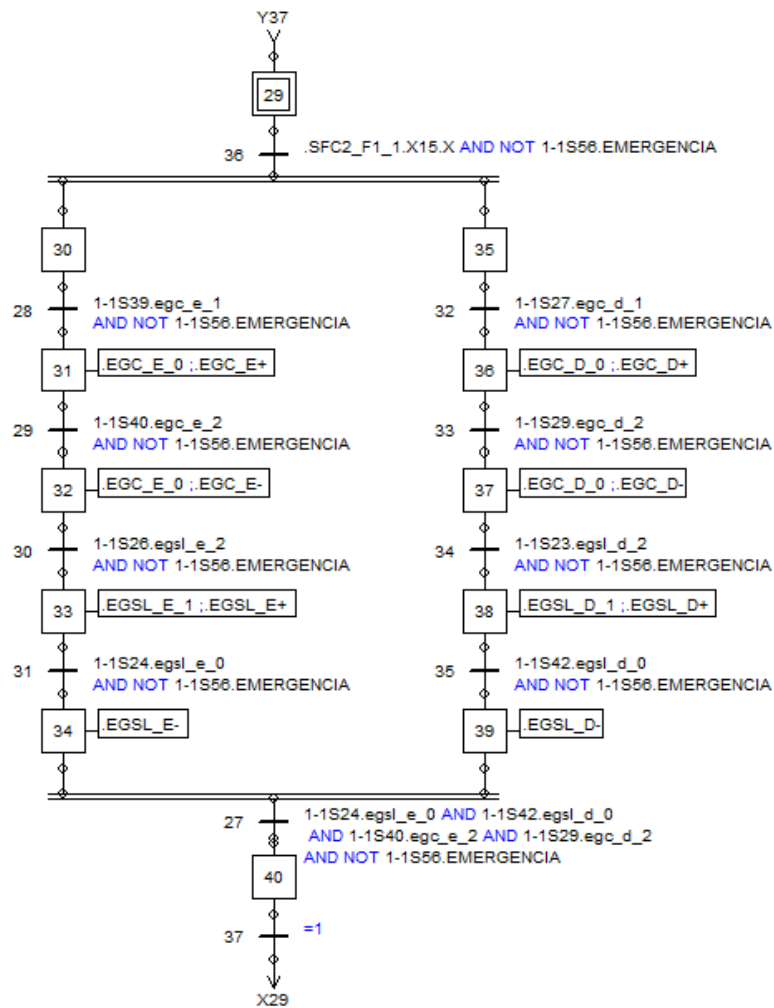 Y37
29
36 .SFC2_F1_1.X15.X AND NOT 1-1S56.EMERGENCIA
30
35
28 1-1S39.egc_e_1
AND NOT 1-1S56.EMERGENCIA
32 1-1S27.egc_d_1
AND NOT 1-1S56.EMERGENCIA
31 .EGC_E_0 ;.EGC_E+
36 .EGC_D_0 ;.EGC_D+
29 1-1S40.egc_e_2
AND NOT 1-1S56.EMERGENCIA
33 1-1S29.egc_d_2
AND NOT 1-1S56.EMERGENCIA
32 .EGC_E_0 ;.EGC_E-
37 .EGC_D_0 ;.EGC_D-
30 1-1S26.egsl_e_2
AND NOT 1-1S56.EMERGENCIA
34 1-1S23.egsl_d_2
AND NOT 1-1S56.EMERGENCIA
33 .EGSL_E_1 ;.EGSL_E+
38 .EGSL_D_1 ;.EGSL_D+
31 1-1S24.egsl_e_0
AND NOT 1-1S56.EMERGENCIA
35 1-1S42.egsl_d_0
AND NOT 1-1S56.EMERGENCIA
34 .EGSL_E-
39 .EGSL_D-
27 1-1S24.egsl_e_0 AND 1-1S42.egsl_d_0
AND 1-1S40.egc_e_2 AND 1-1S29.egc_d_2
AND NOT 1-1S56.EMERGENCIA
40
37 =1
X29